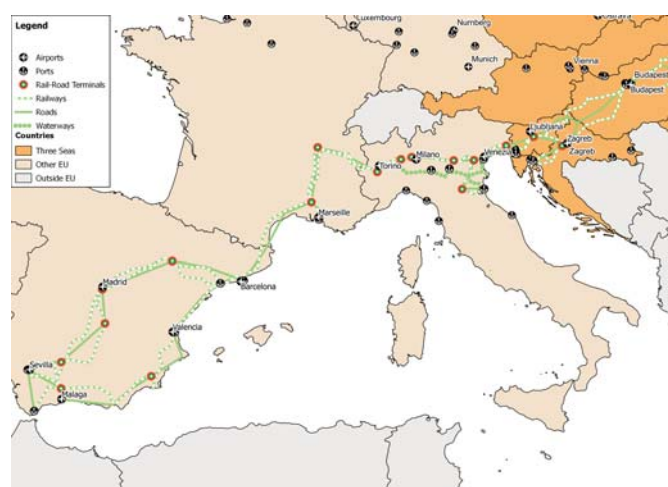 Legend
Airports
Ports
Rail-Road Terminals
Railways
Roads
Waterways
Countries
Three Seas
Other EU
Outside EU
Luxembourg
Nurnberg
Ostrava
Munich
Vienna
Budapest
Budapest
Ljubljana
Zagreb
Zagreb
Milano
Venezia
Torino
Marseille
Madrid
Barcelona
Valencia
Sevilla
Malaga